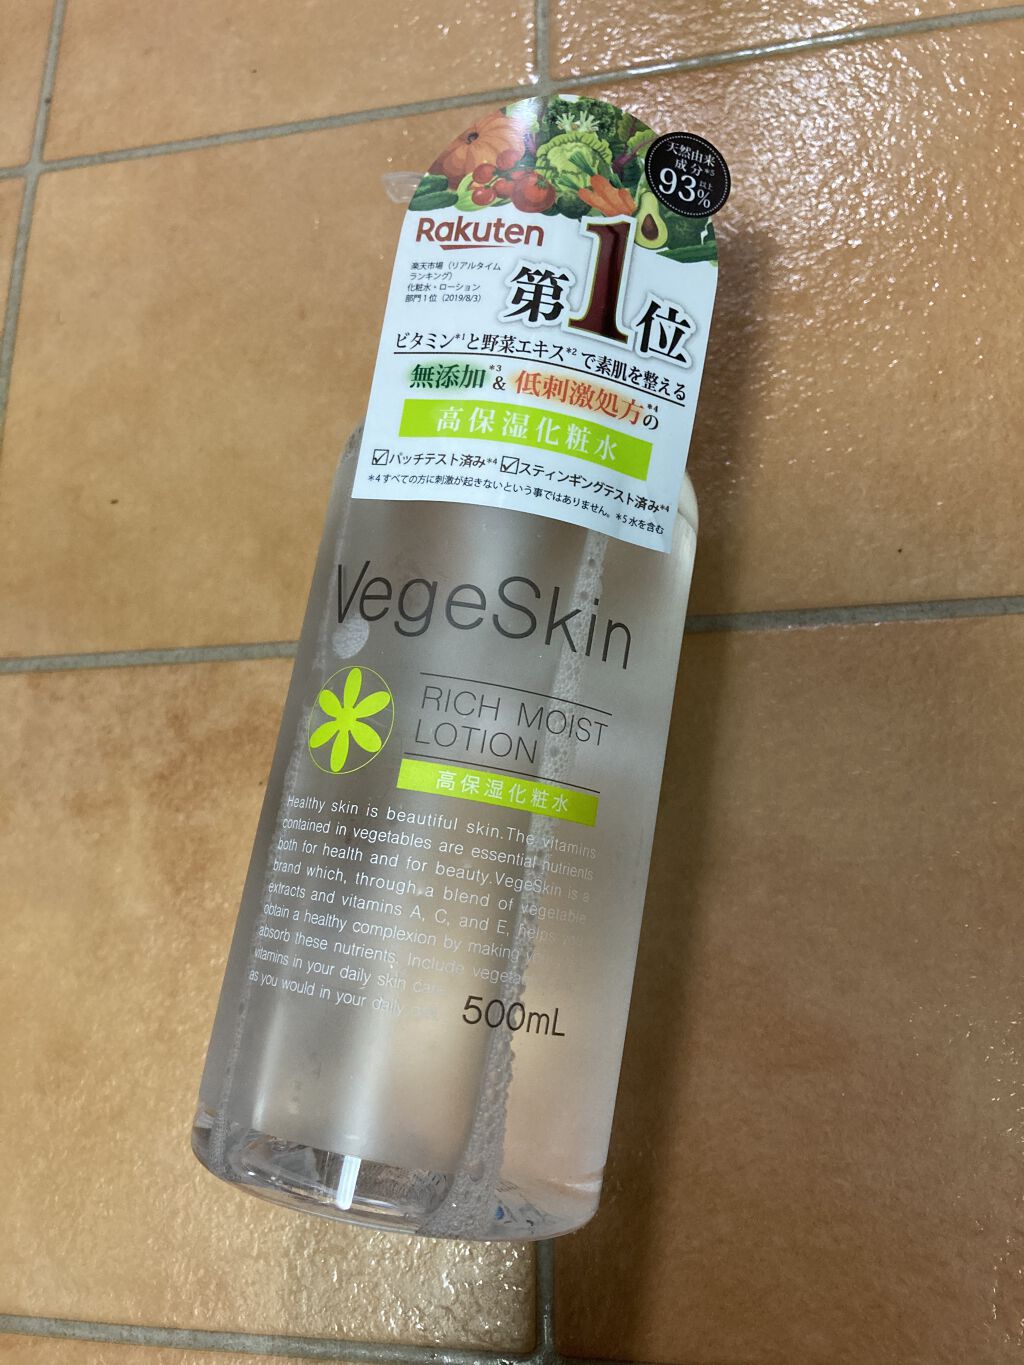 天然由来
成分*5
93%以上
Rakuten
楽天市場（リアルタイム
ランキング）
化粧水・ローション
部門1位（2019/8/3）
第1位
ビタミン*1と野菜エキス*2で素肌を整える
無添加*3&低刺激処方*4の
高保湿化粧水
☑パッチテスト済み*4 ☑スティンギングテスト済み*4
*4すべての方に刺激が起きないという事ではありません。*5水を含む
VegeSkin
RICH MOIST
LOTION
高保湿化粧水
Healthy skin is beautiful skin.The vitamins
contained in vegetables are essential nutrients
both for health and for beauty.VegeSkin is a
brand which, through a blend of vegetable
extracts and vitamins A, C, and E, helps
obtain a healthy complexion by making
absorb these nutrients. Include
vitamins in your daily skin care
as you would in your daily
500mL